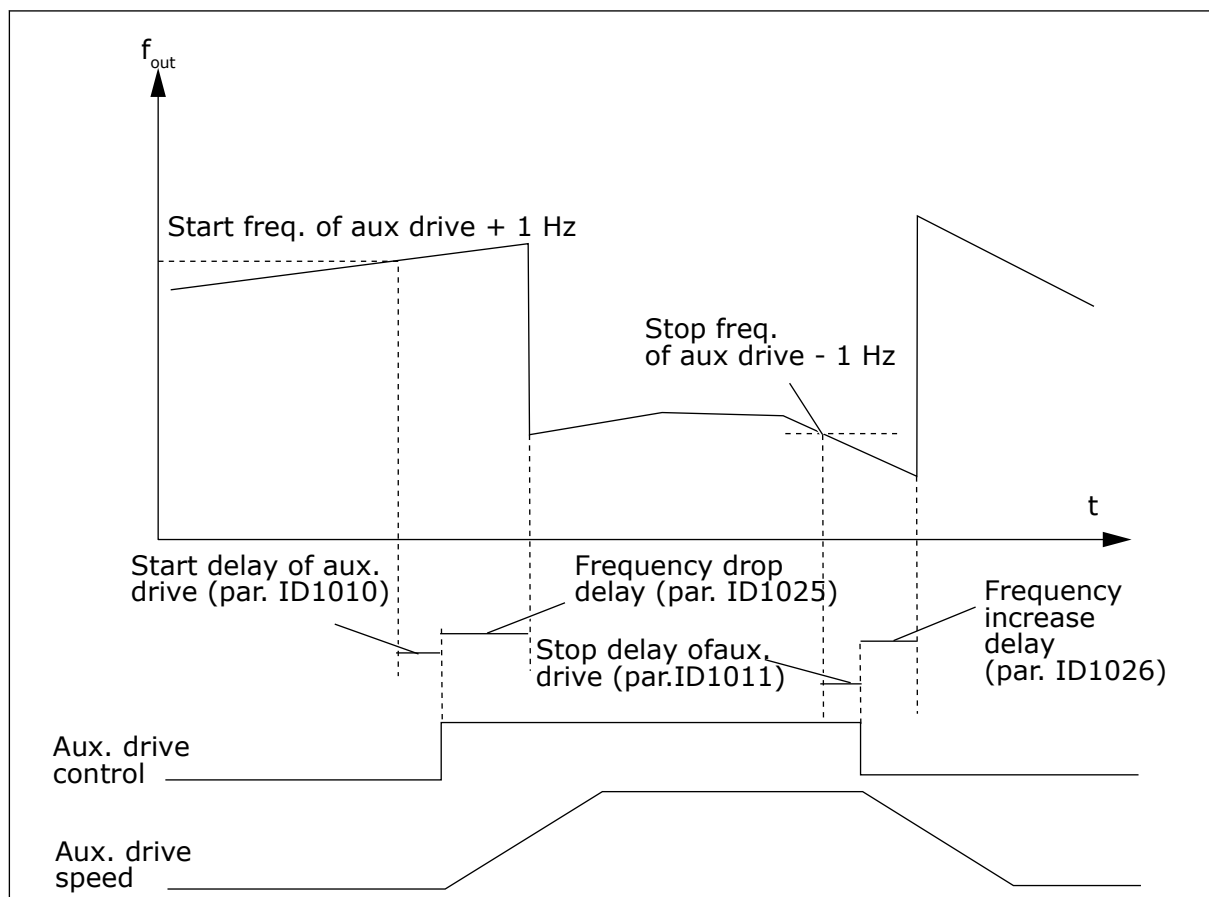 f_out
Start freq. of aux drive + 1 Hz
Stop freq.
of aux drive - 1 Hz
t
Start delay of aux.
drive (par. ID1010)
Frequency drop
delay (par. ID1025)
Frequency
increase
delay
(par. ID1026)
Stop delay ofaux.
drive (par.ID1011)
Aux. drive
control
Aux. drive
speed